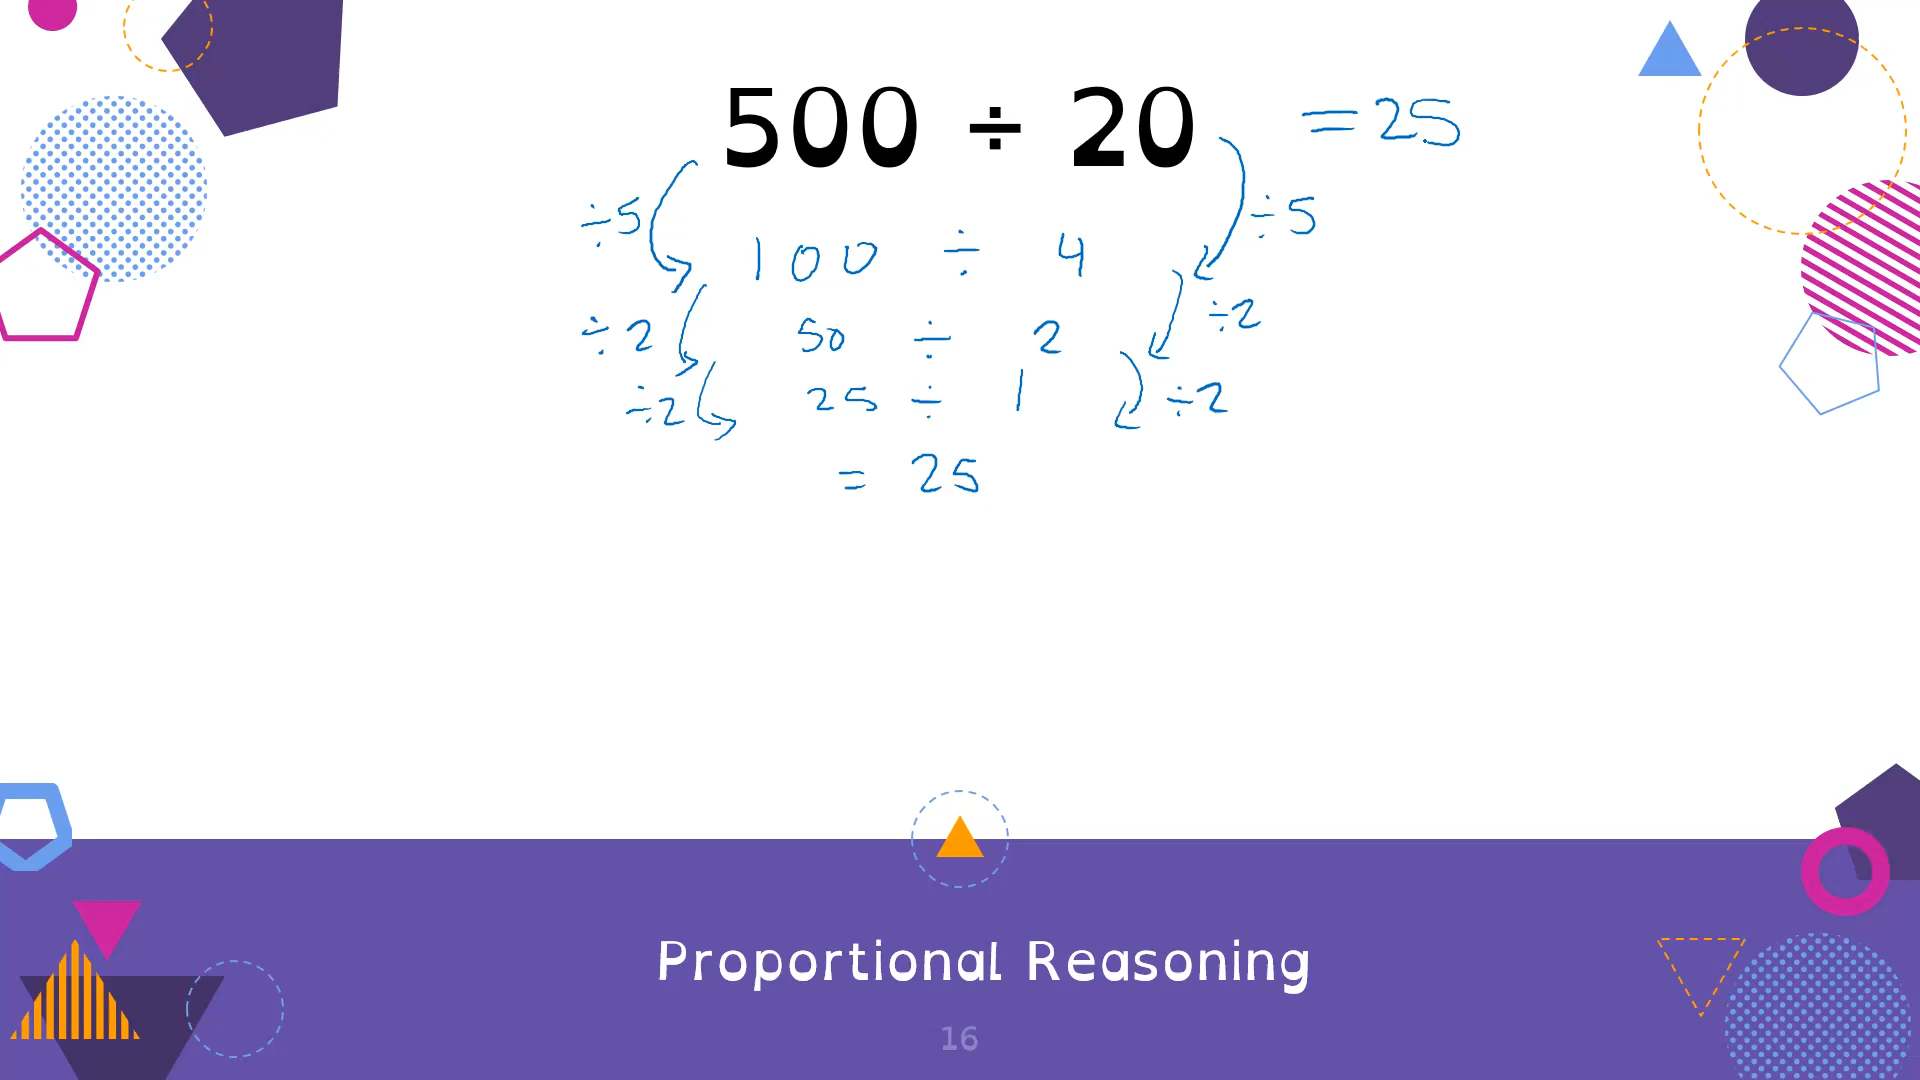 500 ÷ 20 = 25
÷5 ÷5
100 ÷ 4
÷2 50 ÷ 2 ÷2
÷2 25 ÷ 1 ÷2
= 25
Proportional Reasoning
16